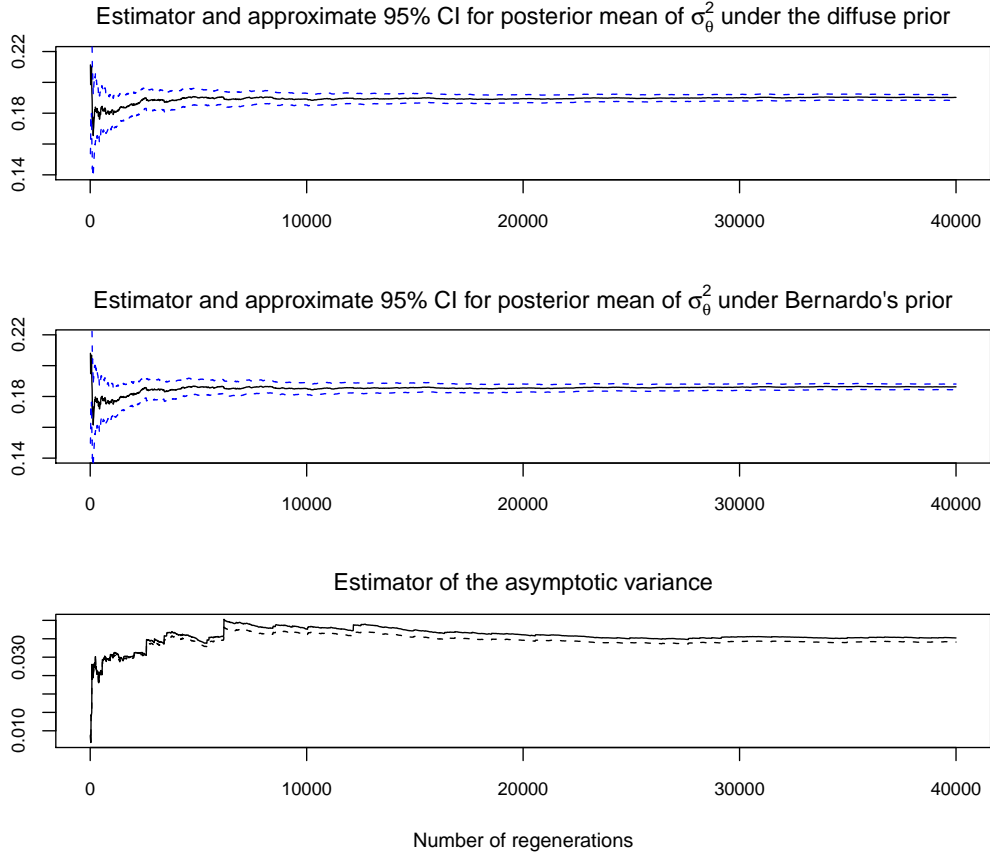 Estimator and approximate 95% CI for posterior mean of σ²θ under the diffuse prior
0.22
0.18
0.14
0 10000 20000 30000 40000
Estimator and approximate 95% CI for posterior mean of σ²θ under Bernardo's prior
0.22
0.18
0.14
0 10000 20000 30000 40000
Estimator of the asymptotic variance
0.030
0.010
0 10000 20000 30000 40000
Number of regenerations